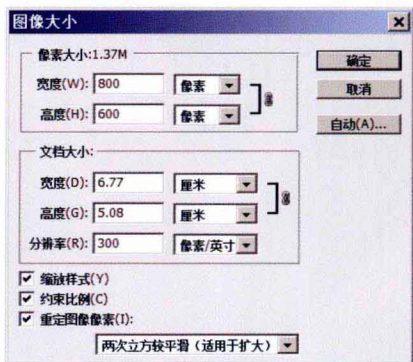 图像大小
像素大小:1.37M
宽度(W): 800 像素
高度(H): 600 像素
确定
取消
自动(A)...
文档大小:
宽度(D): 6.77 厘米
高度(G): 5.08 厘米
分辨率(R): 300 像素/英寸
缩放样式(Y)
约束比例(C)
重定图像像素(I):
两次立方较平滑（适用于扩大）